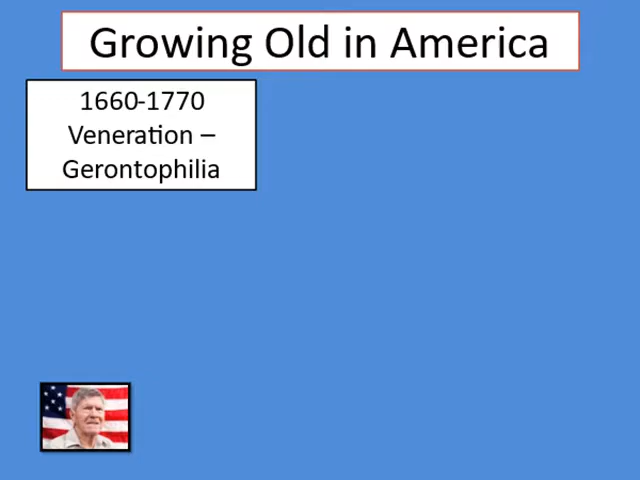 Growing Old in America
1660-1770
Veneration –
Gerontophilia